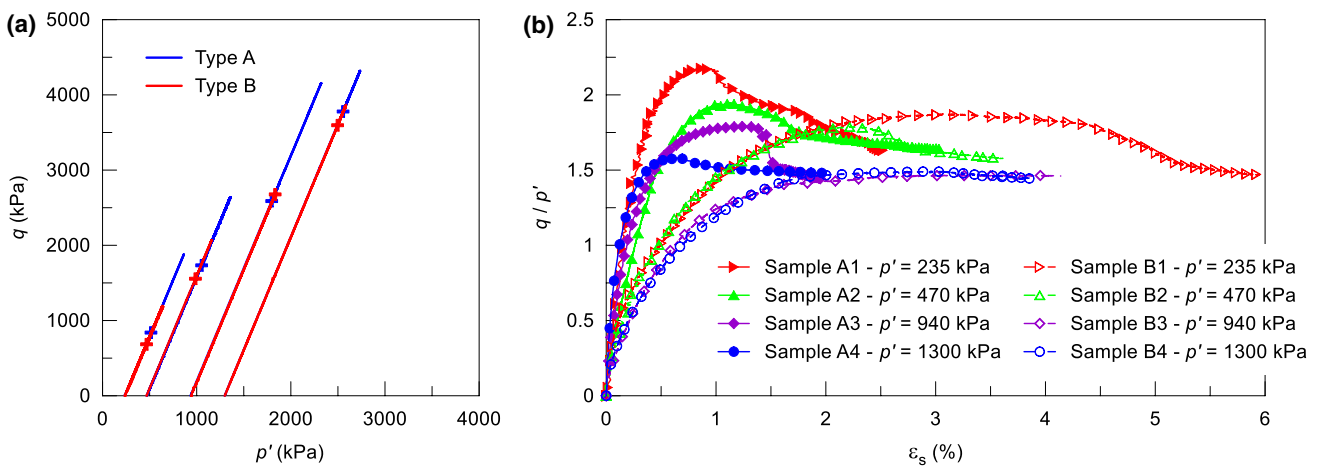 (a)
5000
4000
3000
2000
1000
0
q (kPa)
Type A
Type B
0 1000 2000 3000 4000
p' (kPa)
(b)
2.5
2
1.5
1
0.5
0
q / p'
Sample A1 - p' = 235 kPa
Sample A2 - p' = 470 kPa
Sample A3 - p' = 940 kPa
Sample A4 - p' = 1300 kPa
Sample B1 - p' = 235 kPa
Sample B2 - p' = 470 kPa
Sample B3 - p' = 940 kPa
Sample B4 - p' = 1300 kPa
0 1 2 3 4 5 6
εs (%)